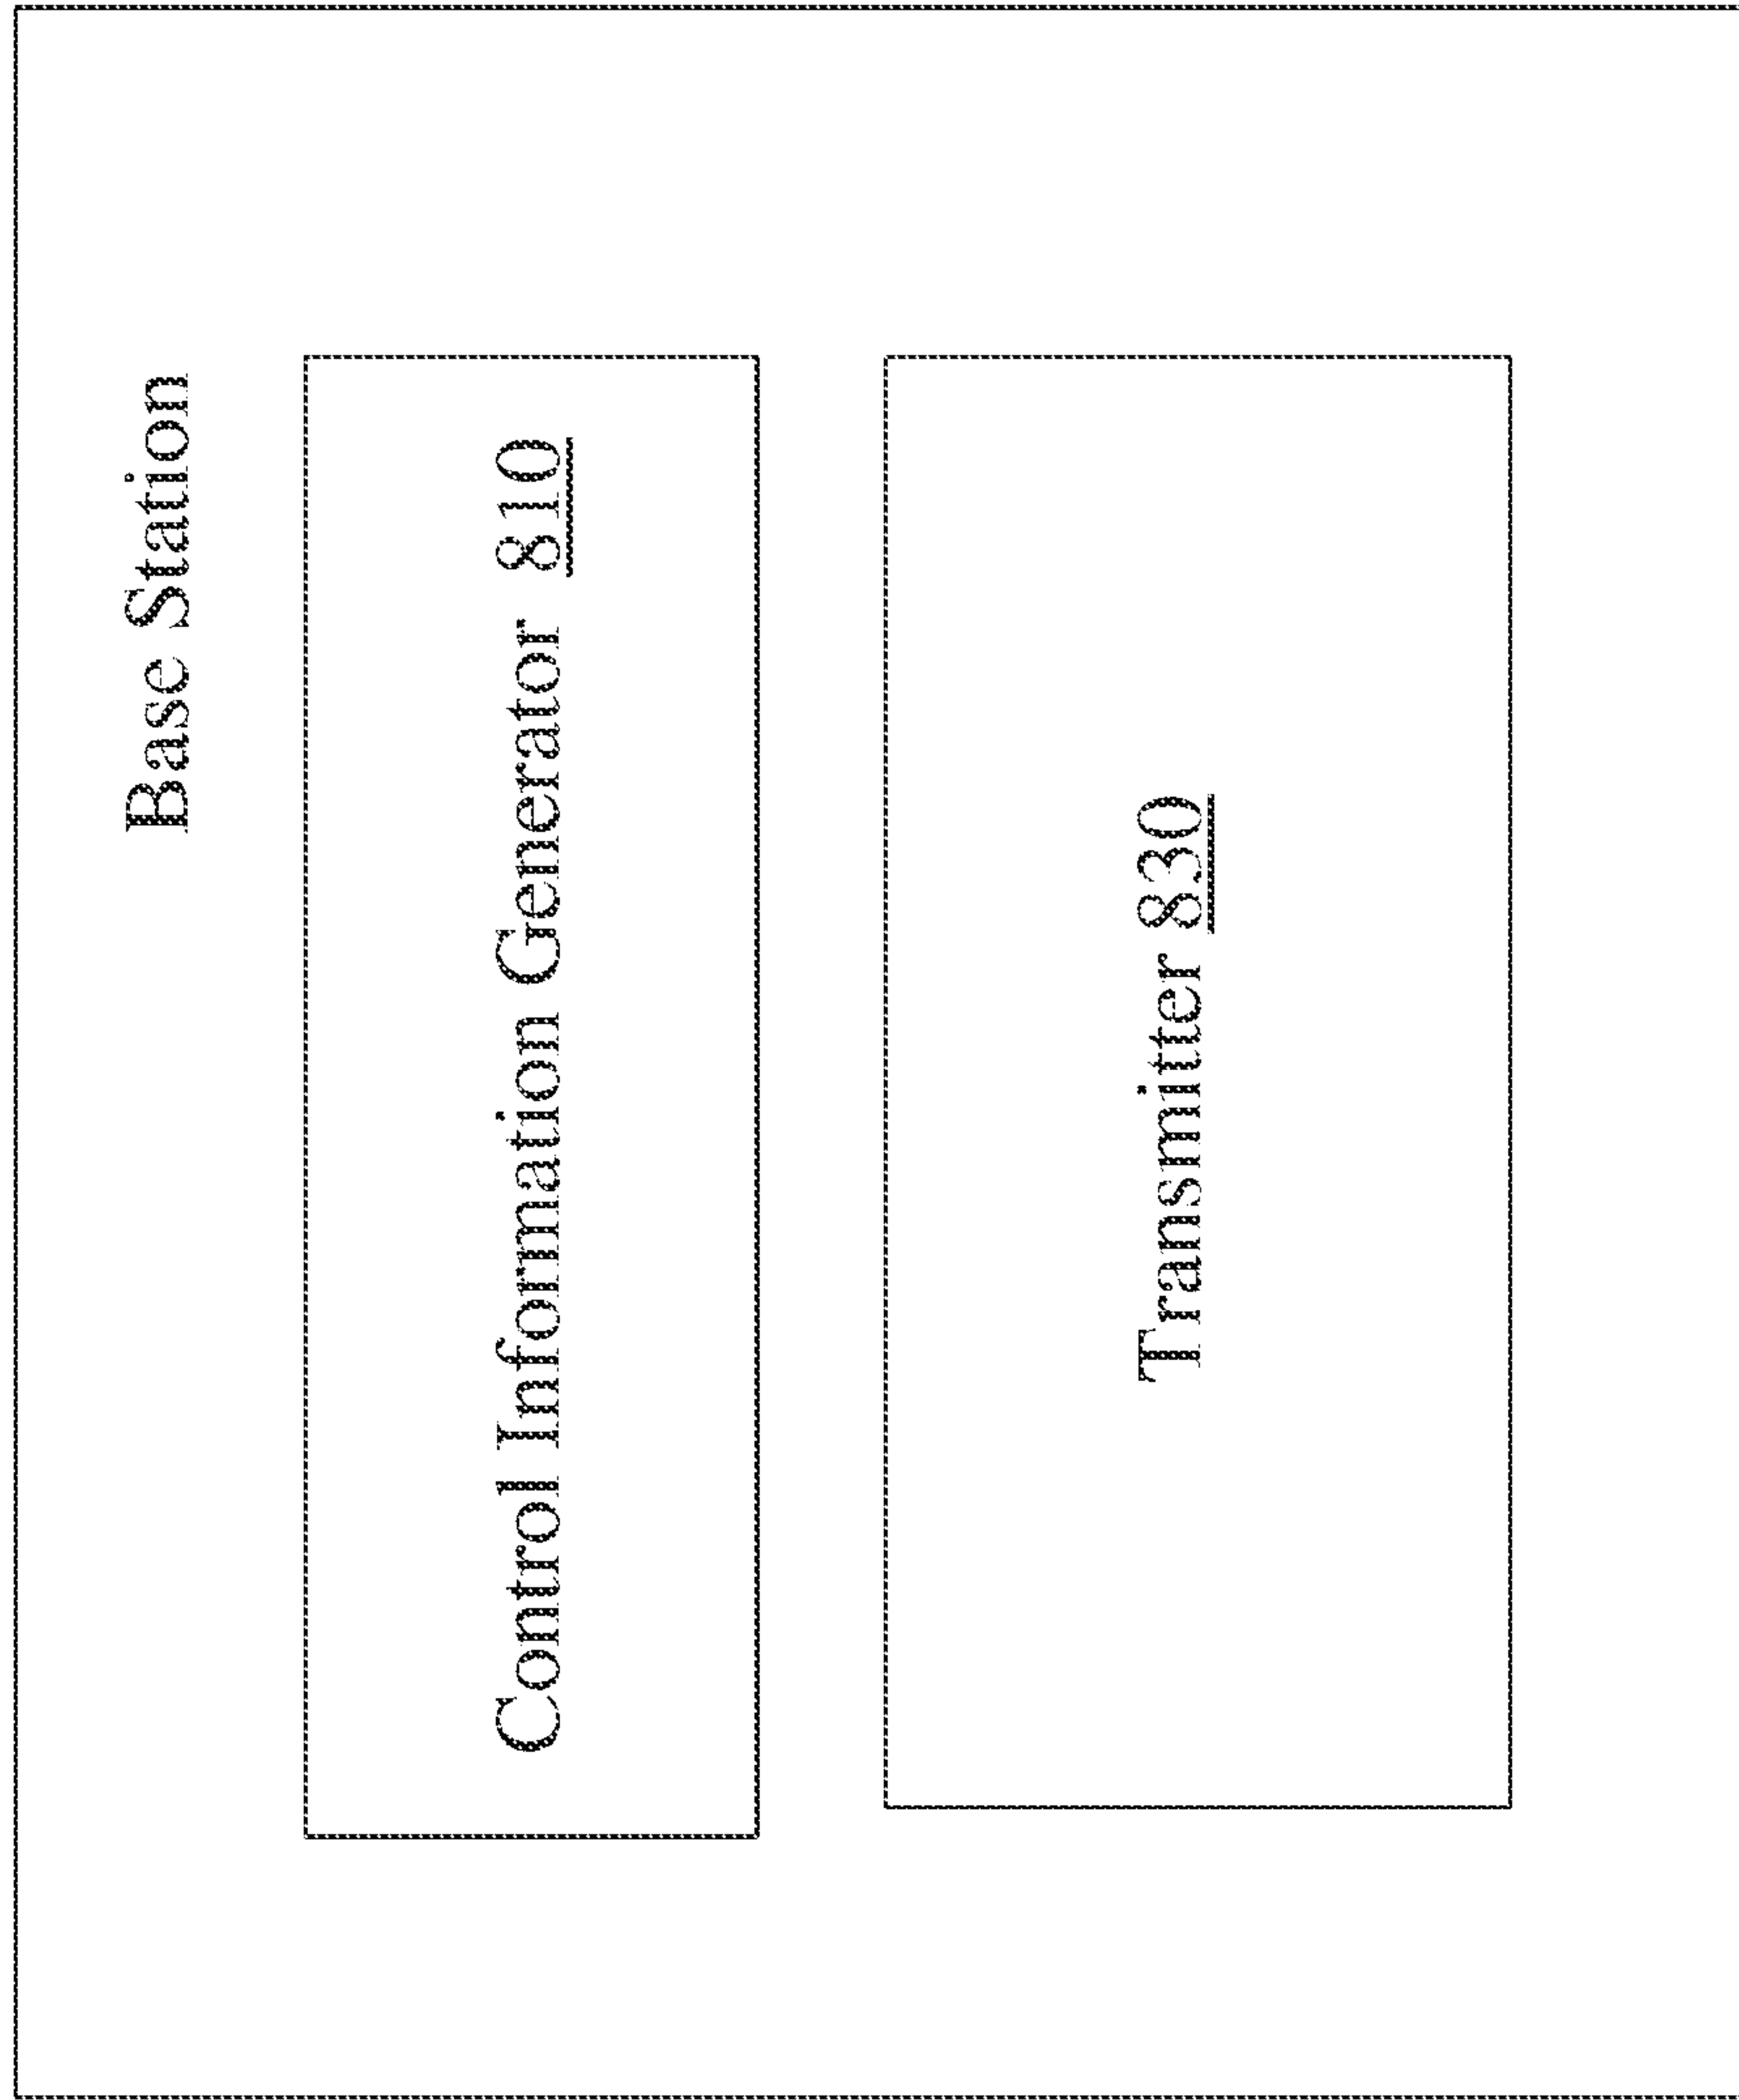 Base Station
Control Information Generator 810
Transmitter 830